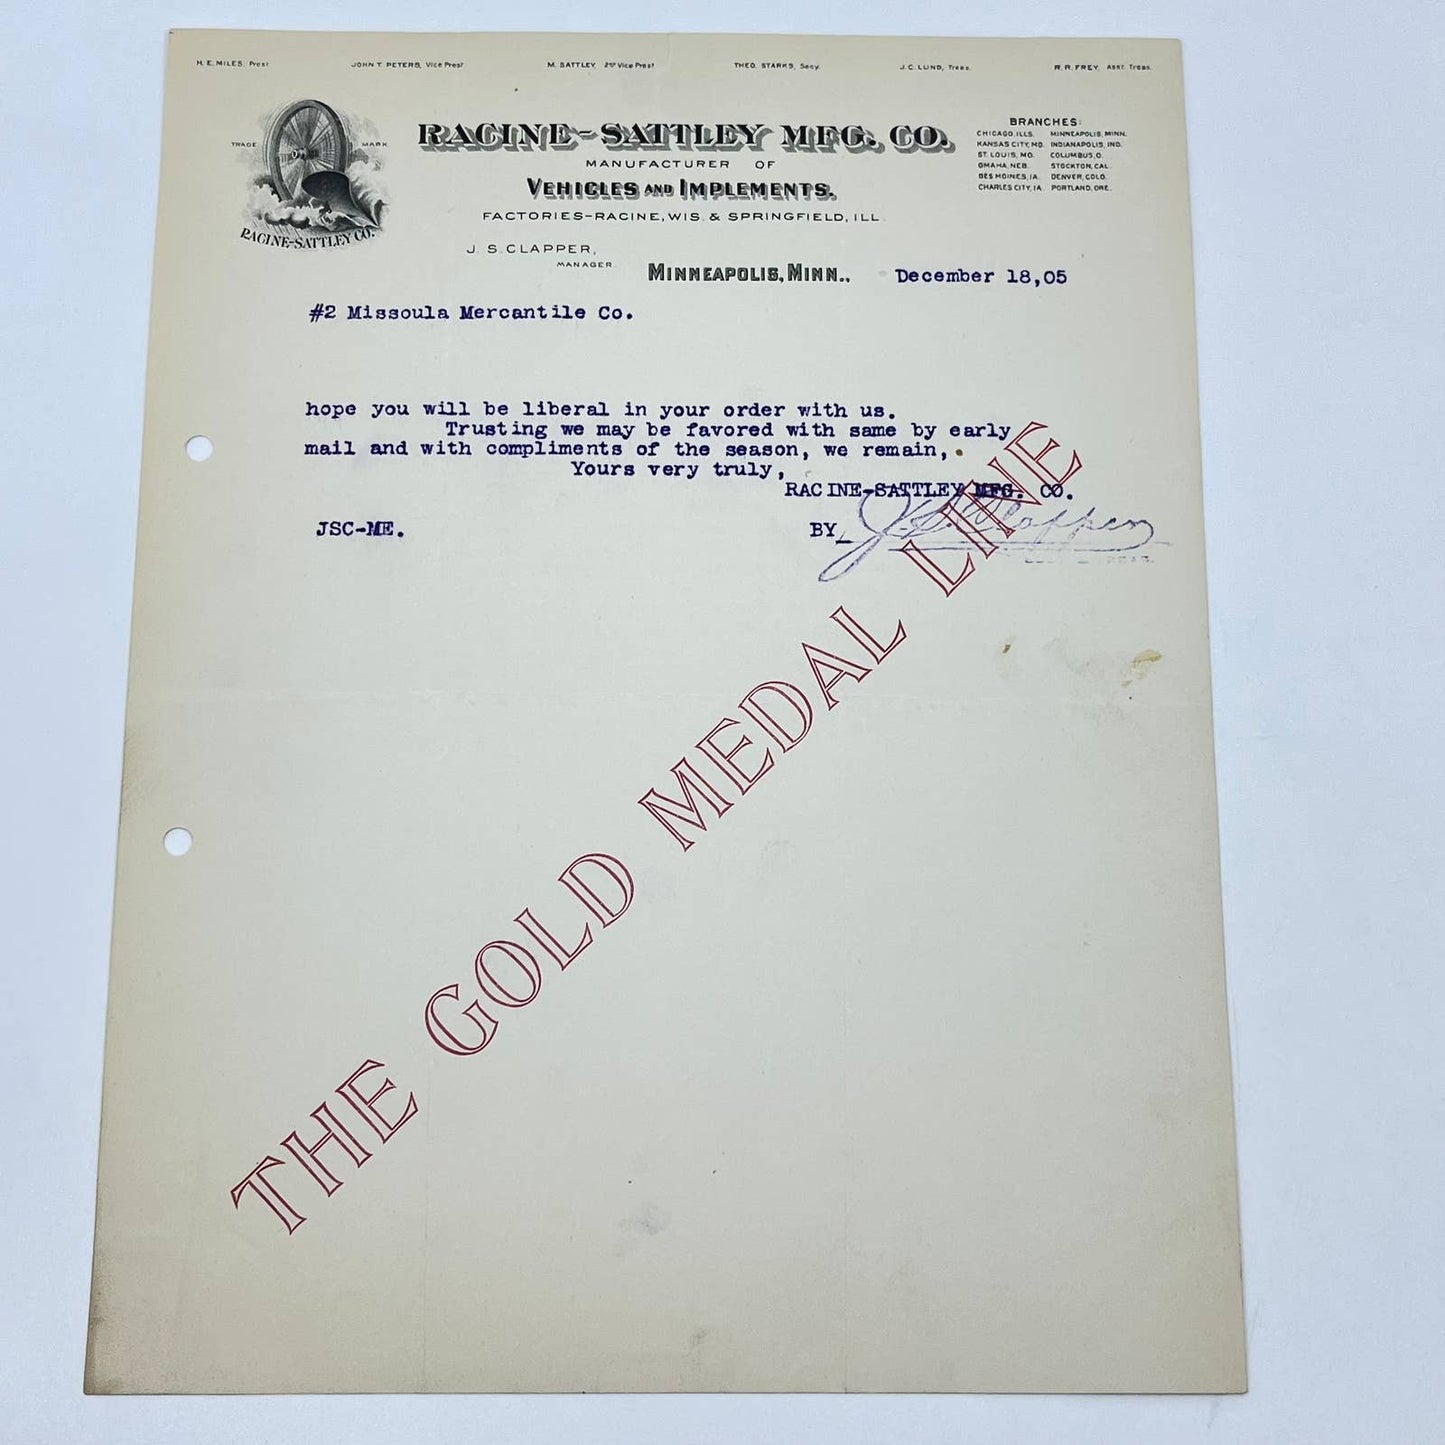 H. E. MILES, Prest. JOHN T. PETERS, Vice Prest. M. SATTLEY, 2nd Vice Prest. THEO. STARKS, Secy. J. C. LUND, Treas. R. R. FREY, Asst. Treas.
TRADE MARK
RACINE-SATTLEY CO.
RACINE-SATTLEY MFG. CO.
MANUFACTURER OF
VEHICLES AND IMPLEMENTS.
FACTORIES-RACINE, WIS. & SPRINGFIELD, ILL.
BRANCHES:
CHICAGO, ILLS. MINNEAPOLIS, MINN.
KANSAS CITY, MO. INDIANAPOLIS, IND.
ST. LOUIS, MO. COLUMBUS, O.
OMAHA, NEB. STOCKTON, CAL.
DES MOINES, IA. DENVER, COLO.
CHARLES CITY, IA. PORTLAND, ORE.
J. S. CLAPPER,
MANAGER.
MINNEAPOLIS, MINN., December 18,05
#2 Missoula Mercantile Co.
hope you will be liberal in your order with us.
Trusting we may be favored with same by early
mail and with compliments of the season, we remain,
Yours very truly,
RACINE-SATTLEY MFG. CO.
JSC-ME. BY J. S. Clapper
THE GOLD MEDAL LINE